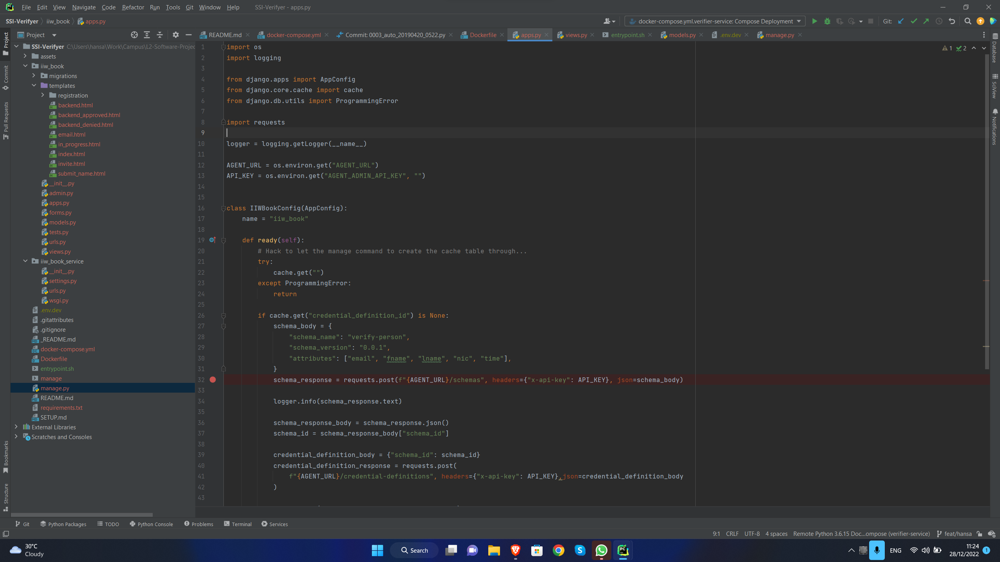 File Edit View Navigate Code Refactor Run Tools Git Window Help SSI-Verifyer - apps.py
SSI-Verifyer iiw_book apps.py
docker-compose.yml.verifier-service: Compose Deployment Git:
Project
README.md docker-compose.yml Commit: 0003_auto_20190420_0522.py Dockerfile apps.py views.py entrypoint.sh models.py .env.dev manage.py
Project
Commit
Pull Requests
Bookmarks
Structure
SSI-Verifyer C:\Users\hansa\Work\Campus\L2-Software-Projec
assets
iiw_book
migrations
templates
registration
backend.html
backend_approved.html
backend_denied.html
email.html
in_progress.html
index.html
invite.html
submit_name.html
__init__.py
admin.py
apps.py
forms.py
models.py
tests.py
urls.py
views.py
iiw_book_service
__init__.py
settings.py
urls.py
wsgi.py
.env.dev
.gitattributes
.gitignore
_README.md
docker-compose.yml
Dockerfile
entrypoint.sh
manage
manage.py
README.md
requirements.txt
SETUP.md
External Libraries
Scratches and Consoles
1 import os
2 import logging
3
4 from django.apps import AppConfig
5 from django.core.cache import cache
6 from django.db.utils import ProgrammingError
7
8 import requests
9
10 logger = logging.getLogger(__name__)
11
12 AGENT_URL = os.environ.get("AGENT_URL")
13 API_KEY = os.environ.get("AGENT_ADMIN_API_KEY", "")
14
15
16 class IIWBookConfig(AppConfig):
17 name = "iiw_book"
18
19 def ready(self):
20 # Hack to let the manage command to create the cache table through...
21 try:
22 cache.get("")
23 except ProgrammingError:
24 return
25
26 if cache.get("credential_definition_id") is None:
27 schema_body = {
28 "schema_name": "verify-person",
29 "schema_version": "0.0.1",
30 "attributes": ["email", "fname", "lname", "nic", "time"],
31 }
32 schema_response = requests.post(f"{AGENT_URL}/schemas", headers={"x-api-key": API_KEY}, json=schema_body)
33
34 logger.info(schema_response.text)
35
36 schema_response_body = schema_response.json()
37 schema_id = schema_response_body["schema_id"]
38
39 credential_definition_body = {"schema_id": schema_id}
40 credential_definition_response = requests.post(
41 f"{AGENT_URL}/credential-definitions", headers={"x-api-key": API_KEY},json=credential_definition_body
42 )
43
1 2
Database
SciView
Notifications
Git Python Packages TODO Python Console Problems Terminal Services
9:1 CRLF UTF-8 4 spaces Remote Python 3.6.15 Doc...ompose (verifier-service) feat/hansa
30°C
Cloudy
Search
ENG
11:24
28/12/2022
1